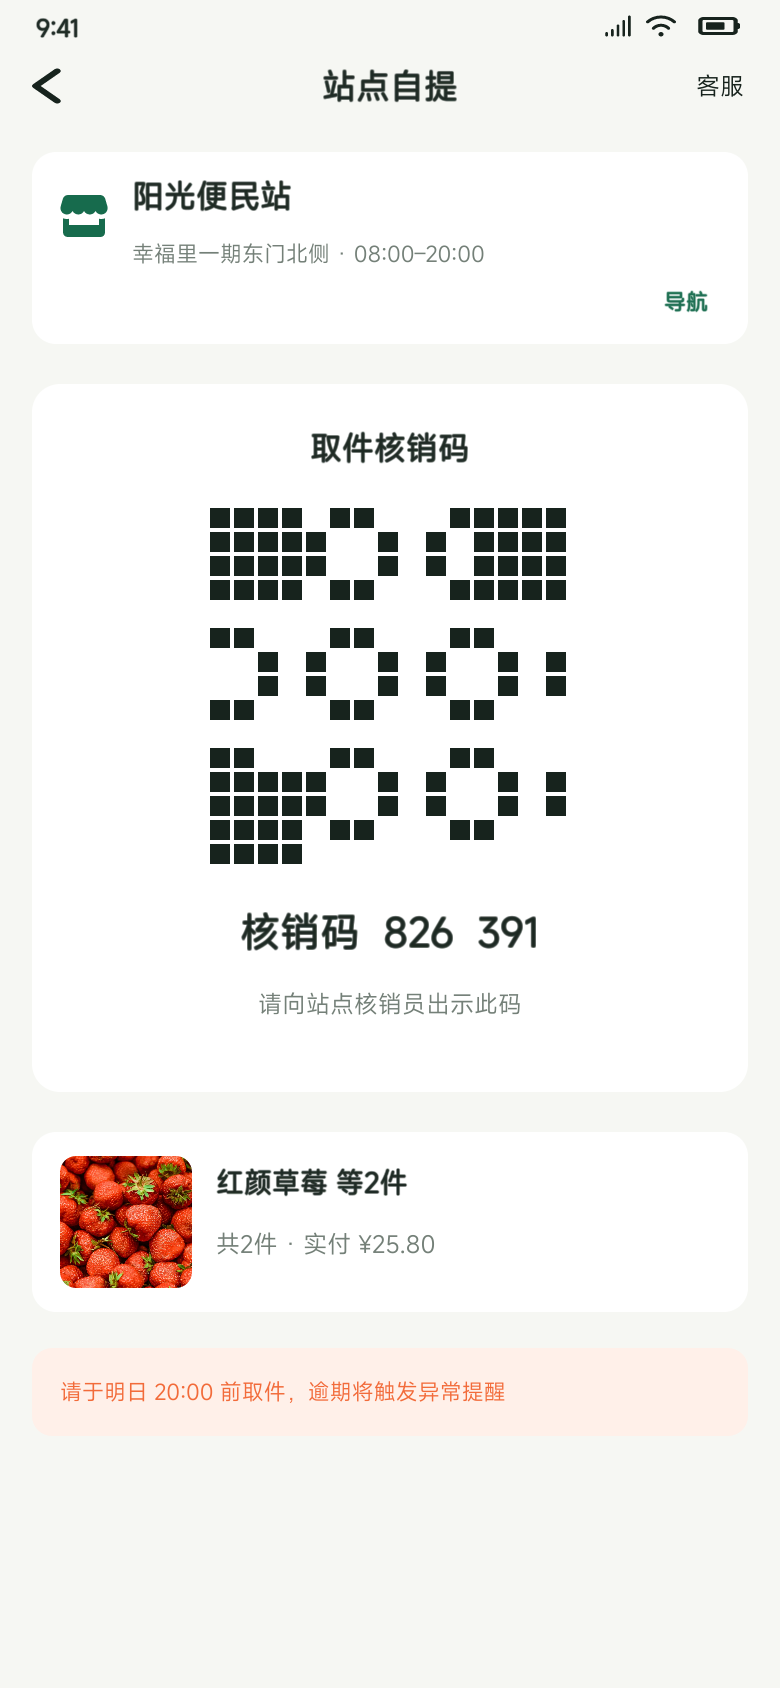 9:41
站点自提
客服
阳光便民站
幸福里一期东门北侧 · 08:00–20:00
导航
取件核销码
核销码 826 391
请向站点核销员出示此码
红颜草莓 等2件
共2件 · 实付 ¥25.80
请于明日 20:00 前取件，逾期将触发异常提醒